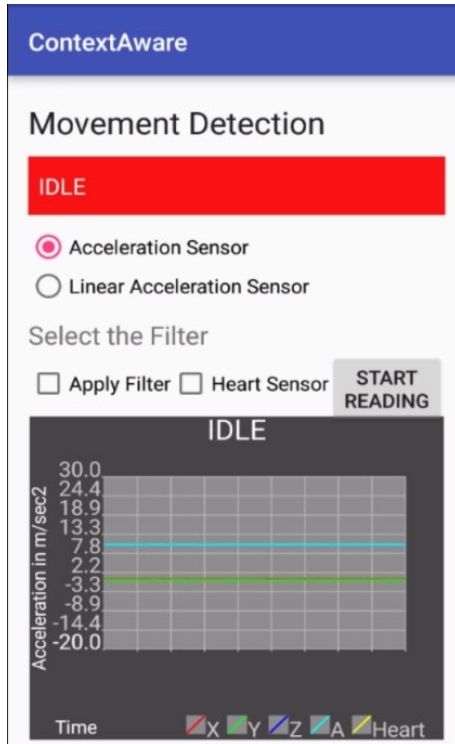 ContextAware
Movement Detection
IDLE
Acceleration Sensor
Linear Acceleration Sensor
Select the Filter
Apply Filter
Heart Sensor
START
READING
IDLE
Acceleration in m/sec2
30.0
24.4
18.9
13.3
7.8
2.2
-3.3
-8.9
-14.4
-20.0
Time
X Y Z A Heart